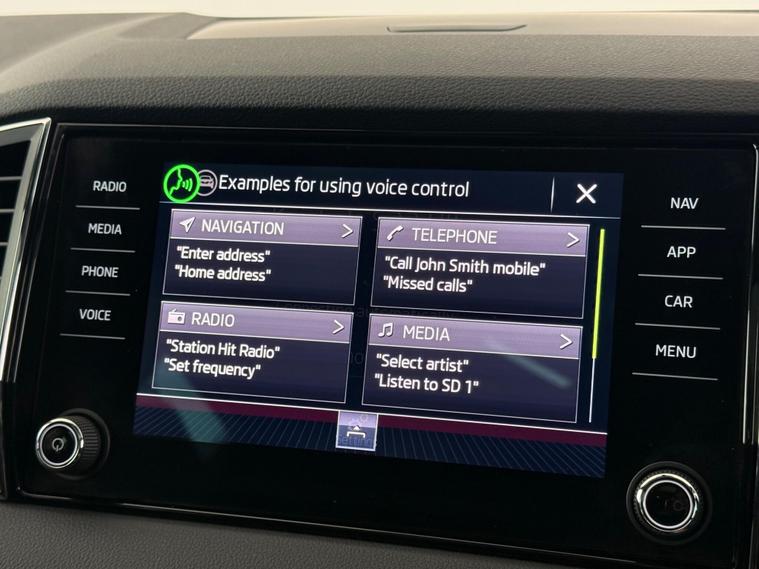 RADIO
MEDIA
PHONE
VOICE
Examples for using voice control
NAVIGATION
"Enter address"
"Home address"
TELEPHONE
"Call John Smith mobile"
"Missed calls"
RADIO
"Station Hit Radio"
"Set frequency"
MEDIA
"Select artist"
"Listen to SD 1"
NAV
APP
CAR
MENU